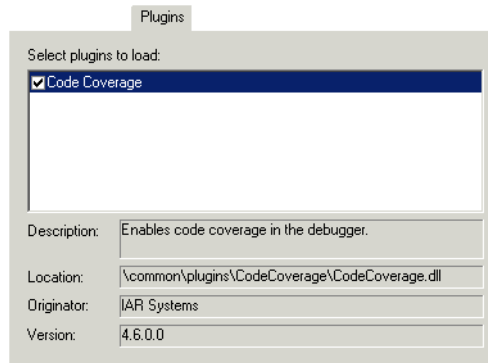 Plugins
Select plugins to load:
Code Coverage
Description: Enables code coverage in the debugger.
Location: \common\plugins\CodeCoverage\CodeCoverage.dll
Originator: IAR Systems
Version: 4.6.0.0